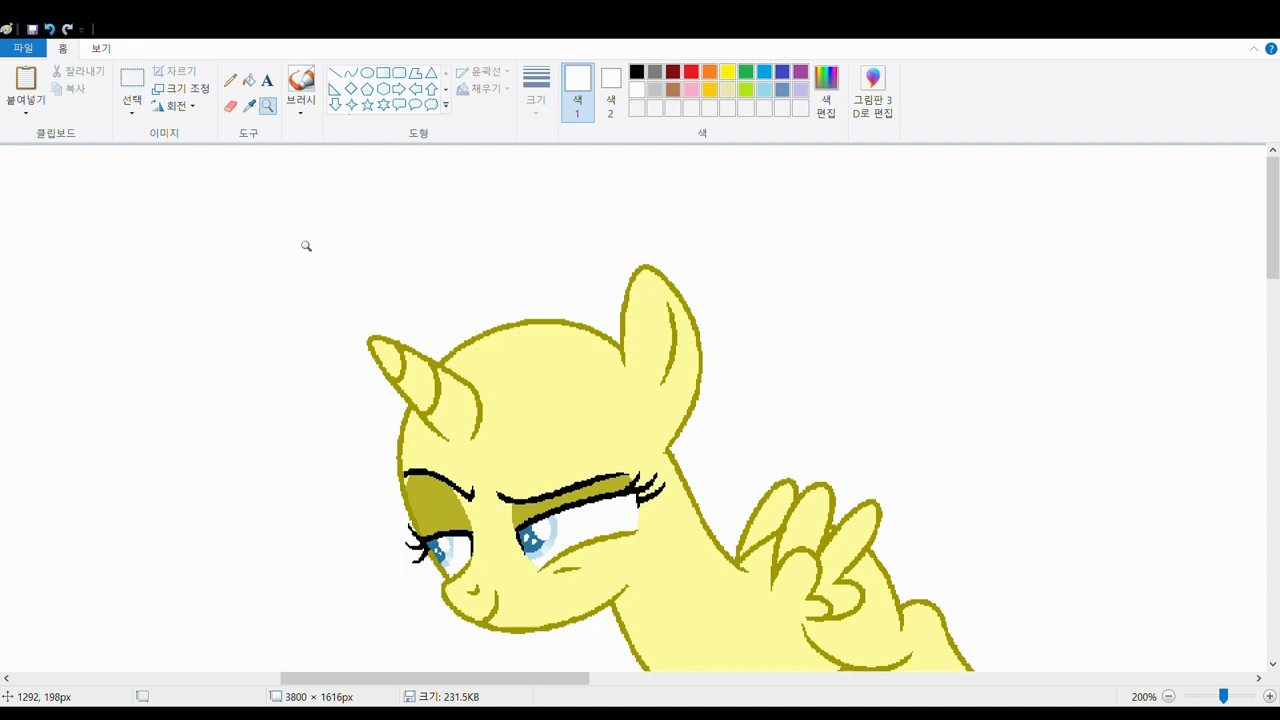 파일 홈 보기
붙여넣기 잘라내기 복사 선택 자르기 크기 조정 회전 A 브러시 윤곽선 채우기 크기 색 1 색 2 색 편집 그림판 3D로 편집
클립보드 이미지 도구 도형 색
1292, 198px 3800 × 1616px 크기: 231.5KB 200%